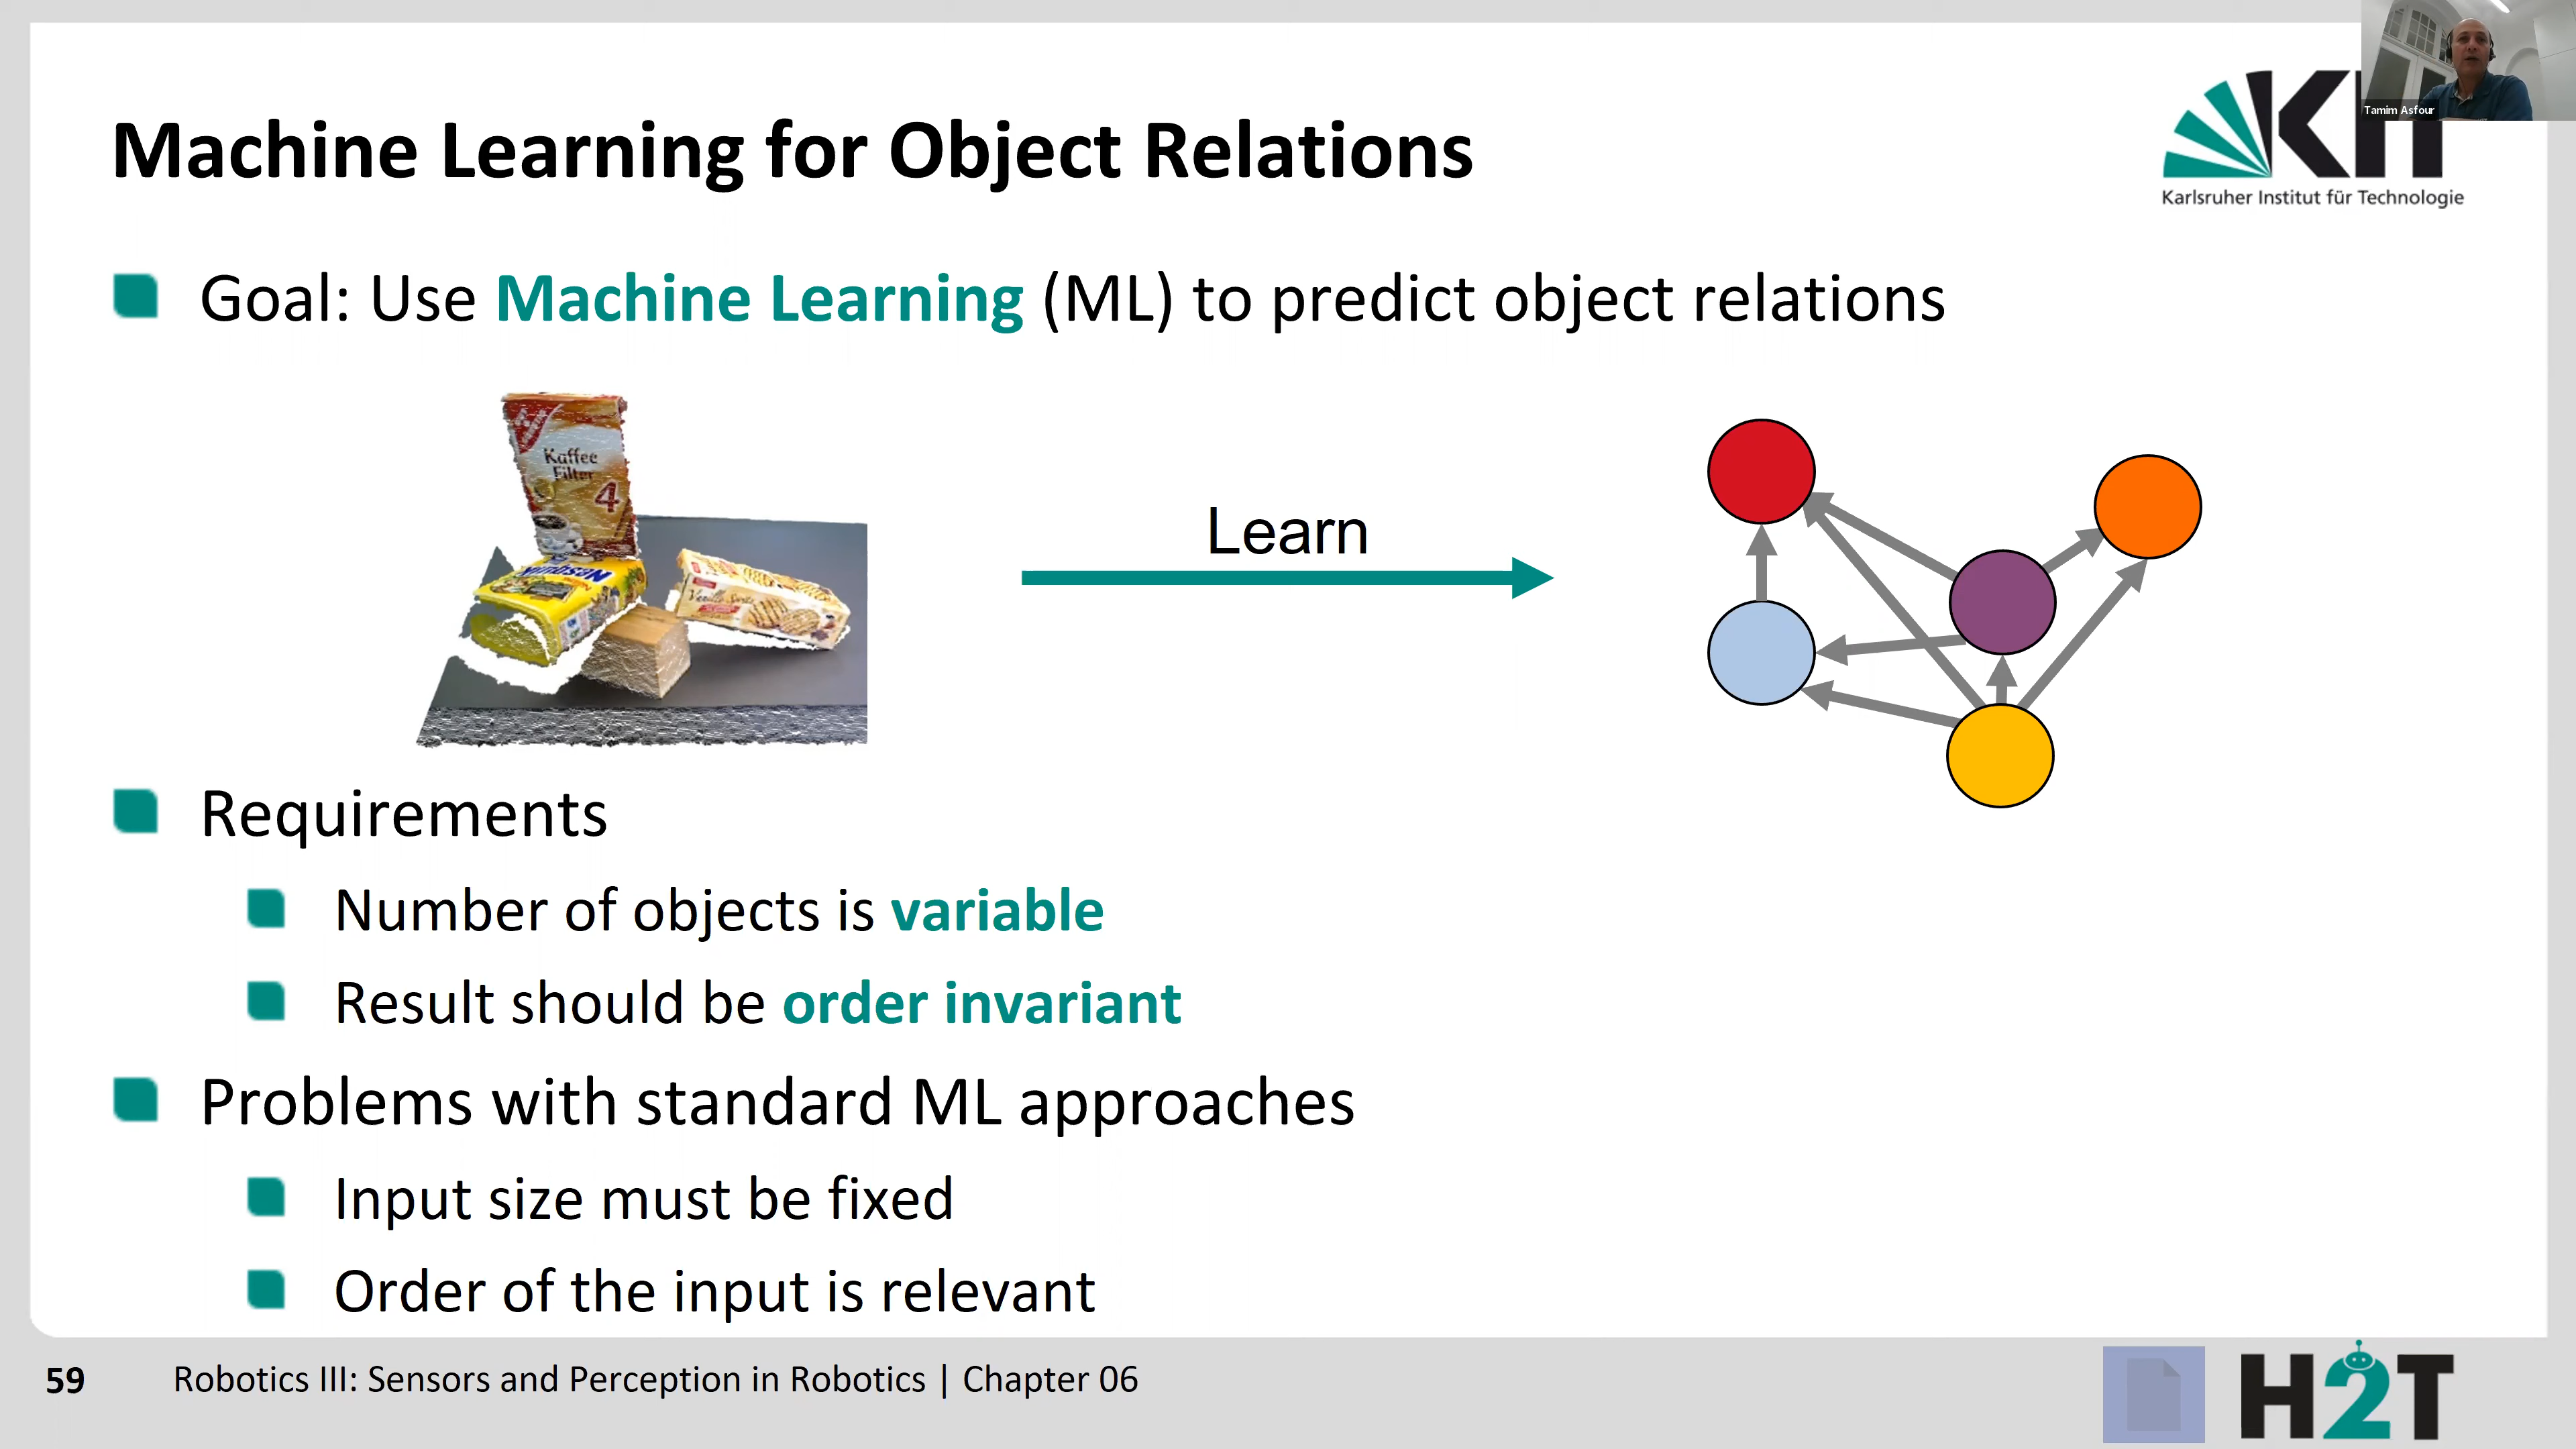 Tamim Asfour
Machine Learning for Object Relations
KIT
Karlsruher Institut für Technologie
Goal: Use Machine Learning (ML) to predict object relations
Kaffee
Filter
4
Nesquik
Learn
Requirements
Number of objects is variable
Result should be order invariant
Problems with standard ML approaches
Input size must be fixed
Order of the input is relevant
59
Robotics III: Sensors and Perception in Robotics | Chapter 06
H2T